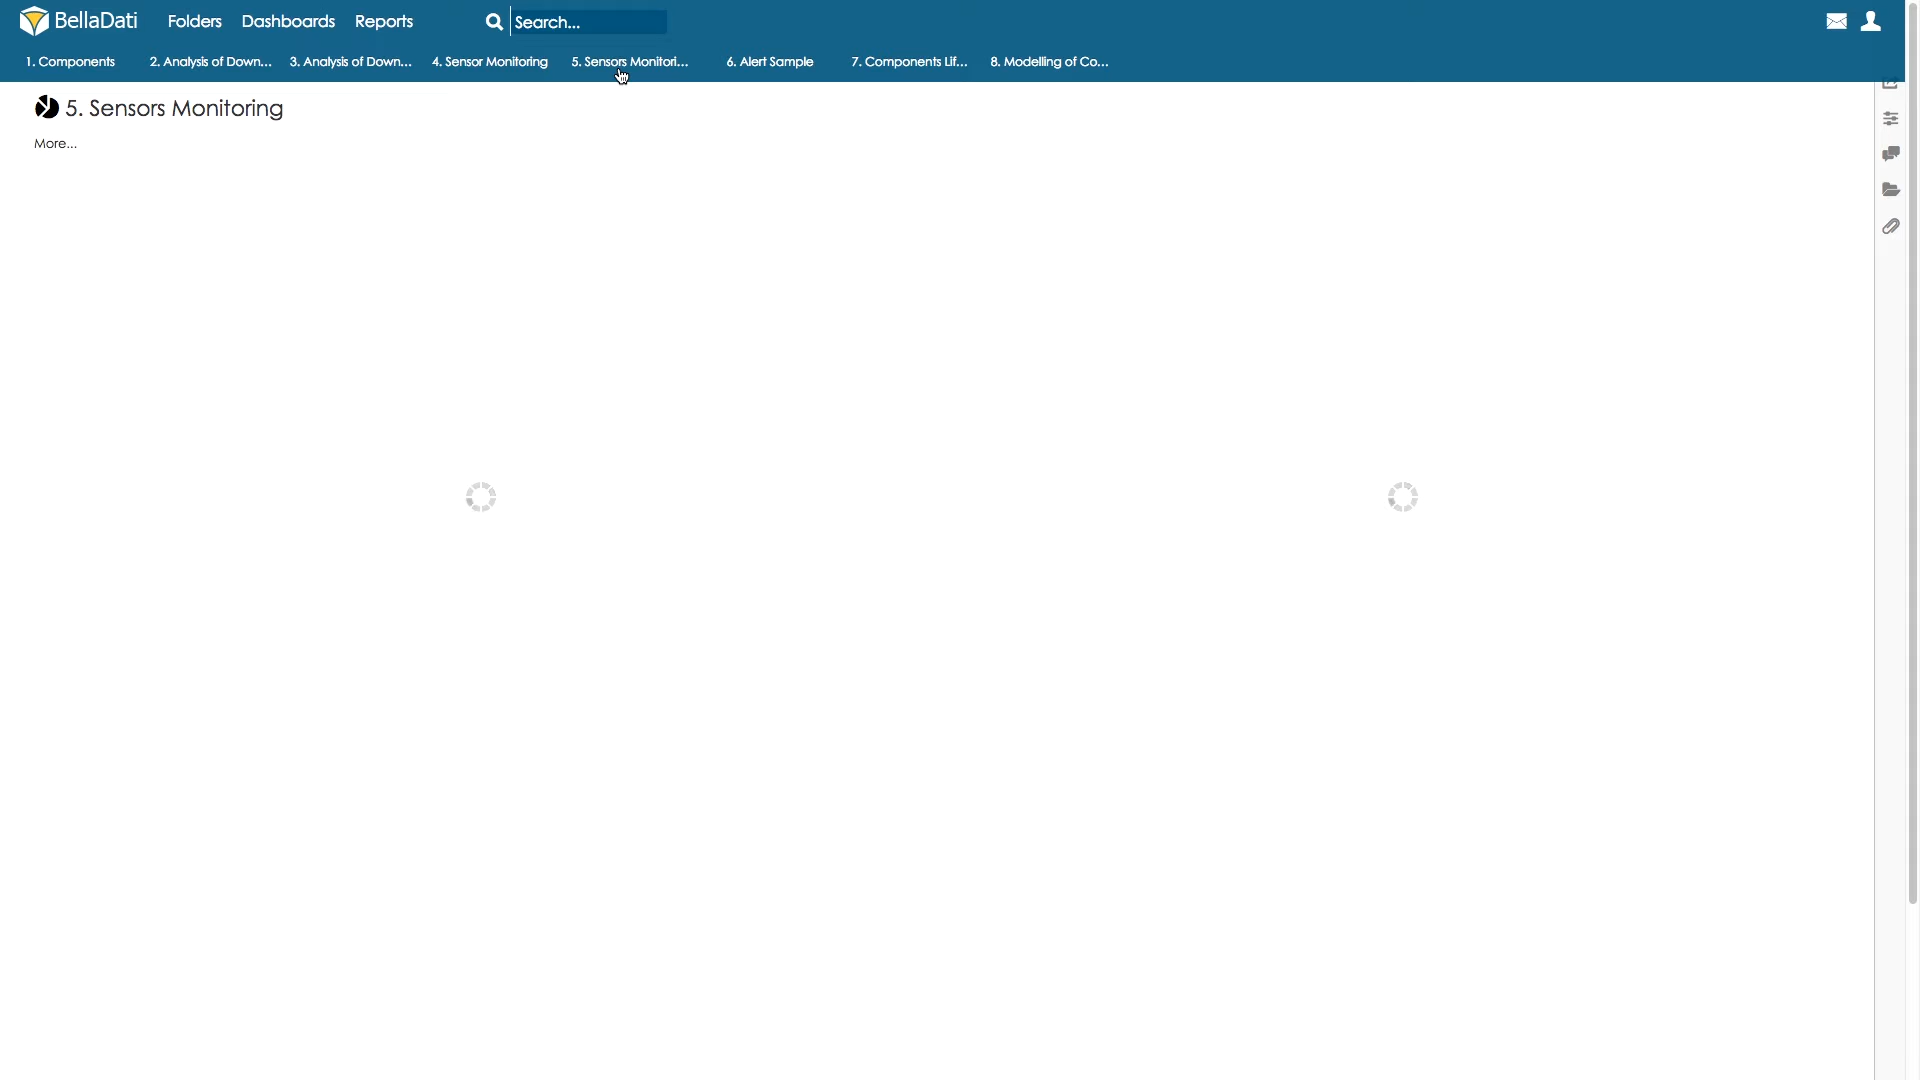 BellaDati Folders Dashboards Reports Search...
1. Components 2. Analysis of Down... 3. Analysis of Down... 4. Sensor Monitoring 5. Sensors Monitori... 6. Alert Sample 7. Components Lif... 8. Modelling of Co...
5. Sensors Monitoring
More...